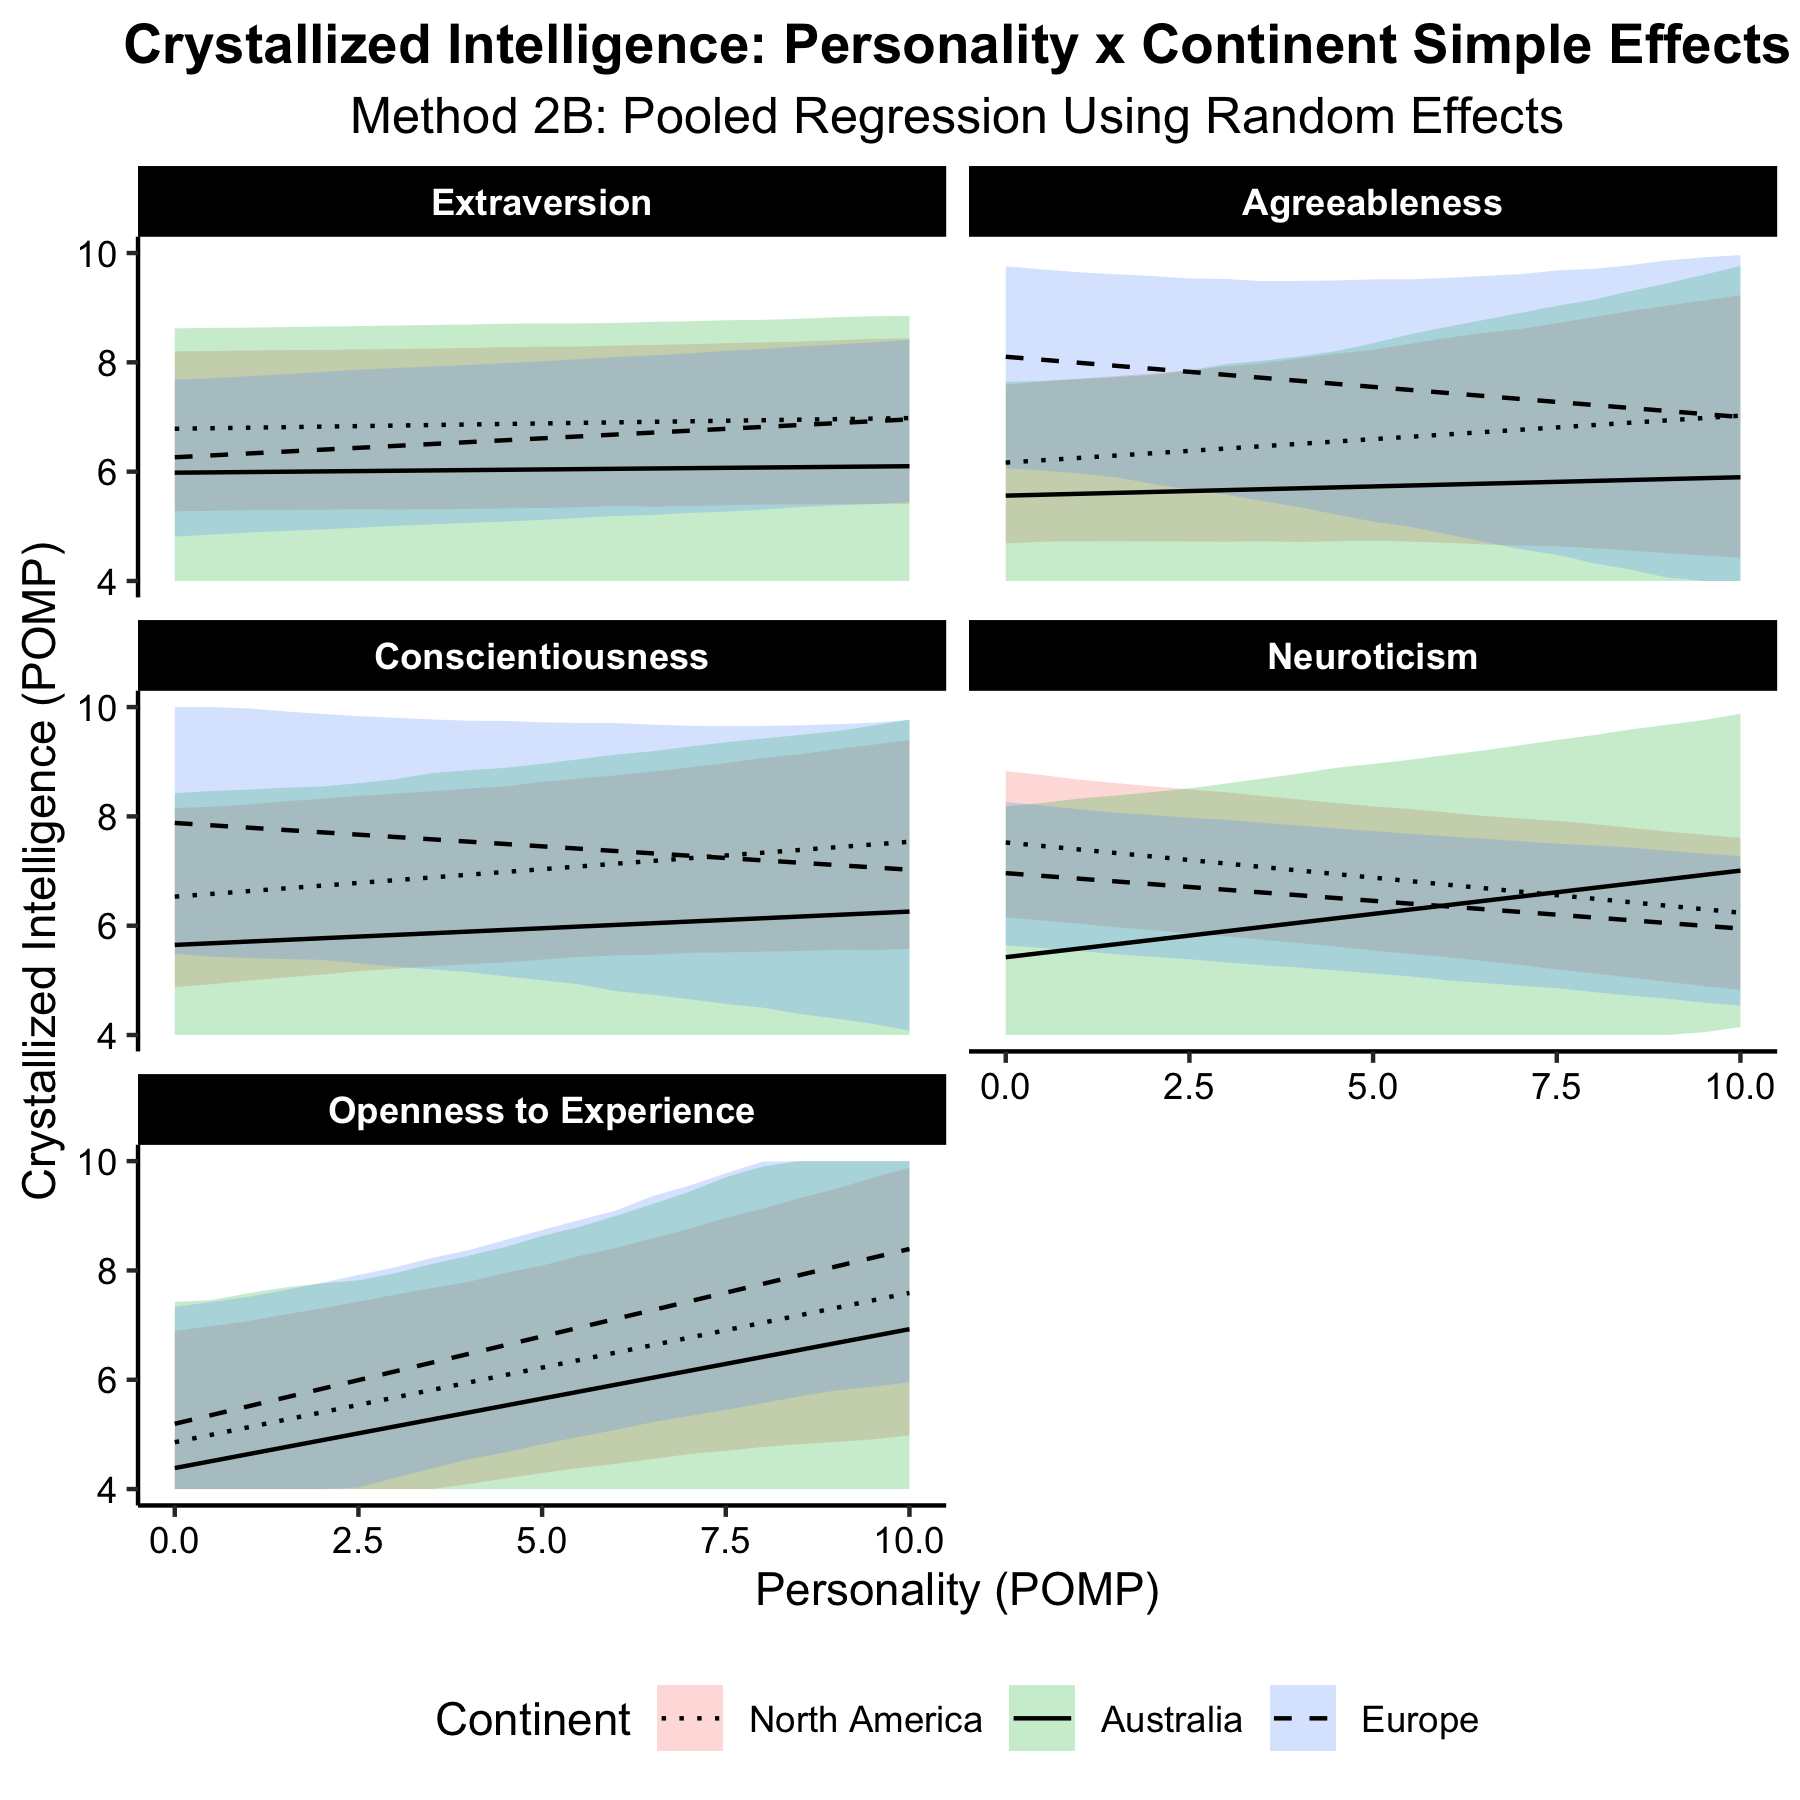 Crystallized Intelligence: Personality x Continent Simple Effects
Method 2B: Pooled Regression Using Random Effects
Extraversion
Agreeableness
10
8
6
4
Conscientiousness
Neuroticism
10
8
6
4
0.0 2.5 5.0 7.5 10.0
Openness to Experience
10
8
6
4
0.0 2.5 5.0 7.5 10.0
Crystallized Intelligence (POMP)
Personality (POMP)
Continent North America Australia Europe